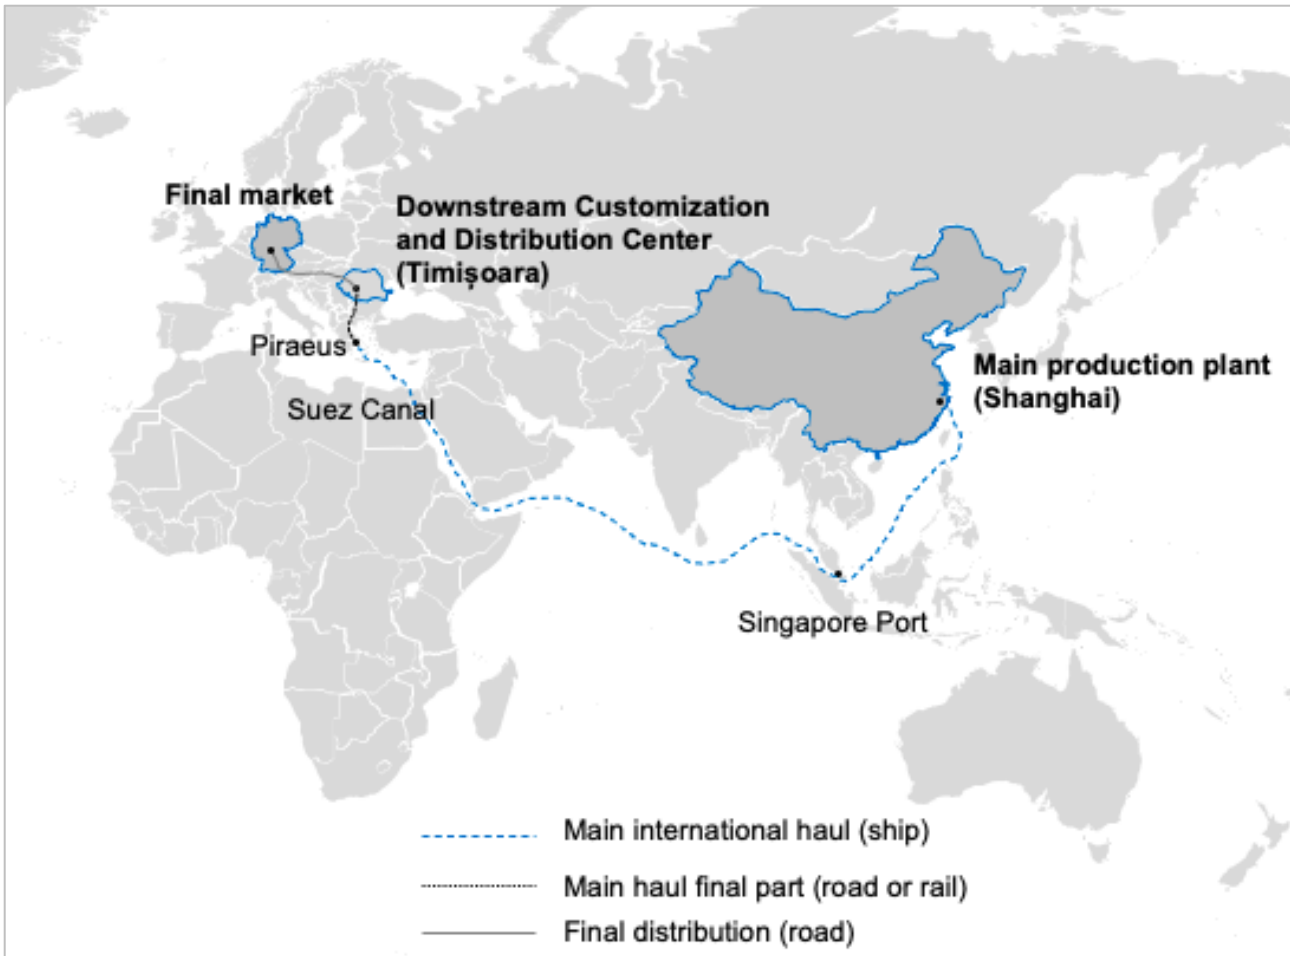 Final market
Downstream Customization
and Distribution Center
(Timișoara)
Piraeus
Suez Canal
Main production plant
(Shanghai)
Singapore Port
Main international haul (ship)
Main haul final part (road or rail)
Final distribution (road)